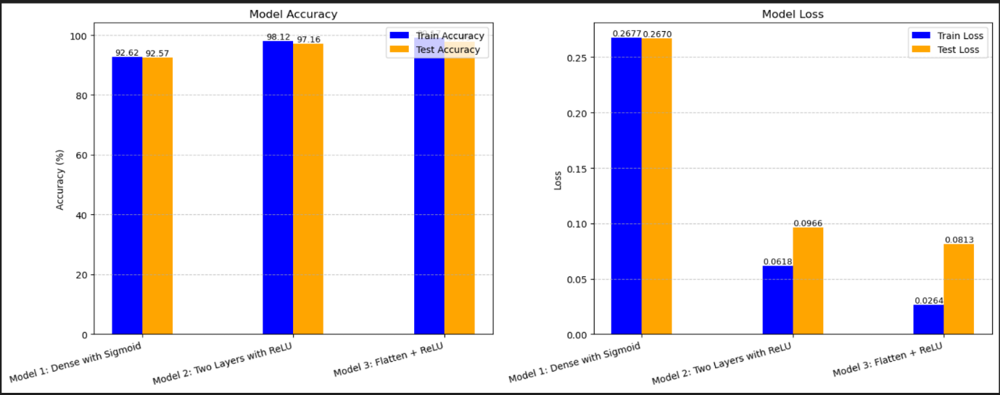 Model Accuracy
Train Accuracy
Test Accuracy
98.12
97.16
92.62
92.57
100
80
60
40
20
0
Accuracy (%)
Model 1: Dense with Sigmoid
Model 2: Two Layers with ReLU
Model 3: Flatten + ReLU
Model Loss
Train Loss
Test Loss
0.2677
0.2670
0.0966
0.0618
0.0813
0.0264
0.25
0.20
0.15
0.10
0.05
0.00
Loss
Model 1: Dense with Sigmoid
Model 2: Two Layers with ReLU
Model 3: Flatten + ReLU